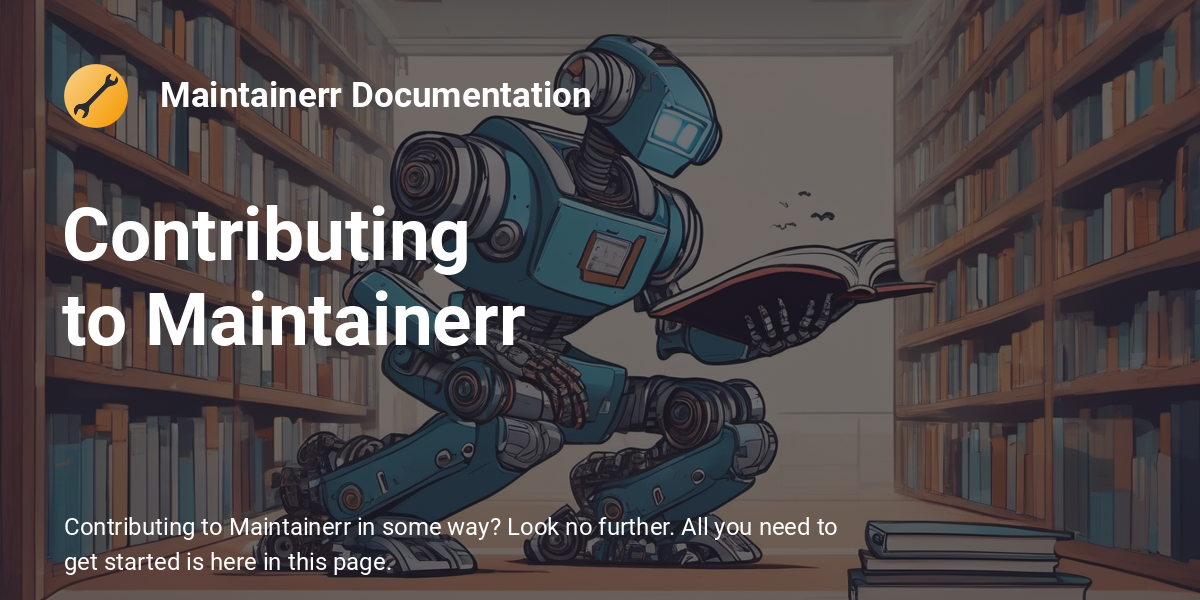 Maintainerr Documentation
Contributing
to Maintainerr
Contributing to Maintainerr in some way? Look no further. All you need to
get started is here in this page.